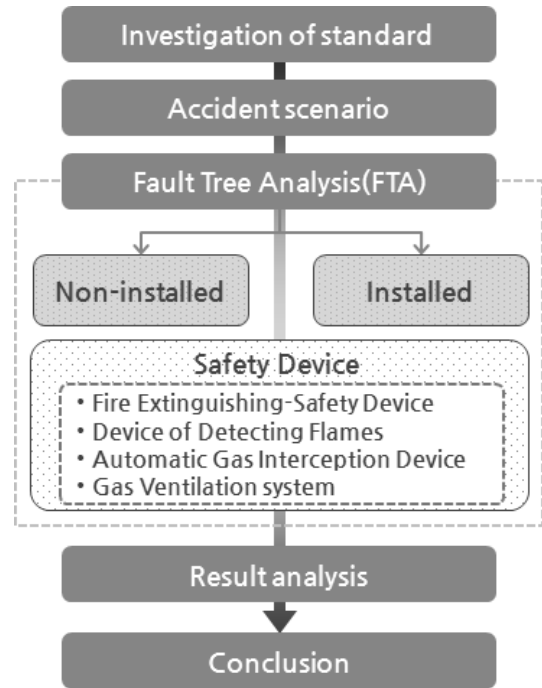 Investigation of standard
Accident scenario
Fault Tree Analysis(FTA)
Non-installed
Installed
Safety Device
• Fire Extinguishing-Safety Device
• Device of Detecting Flames
• Automatic Gas Interception Device
• Gas Ventilation system
Result analysis
Conclusion